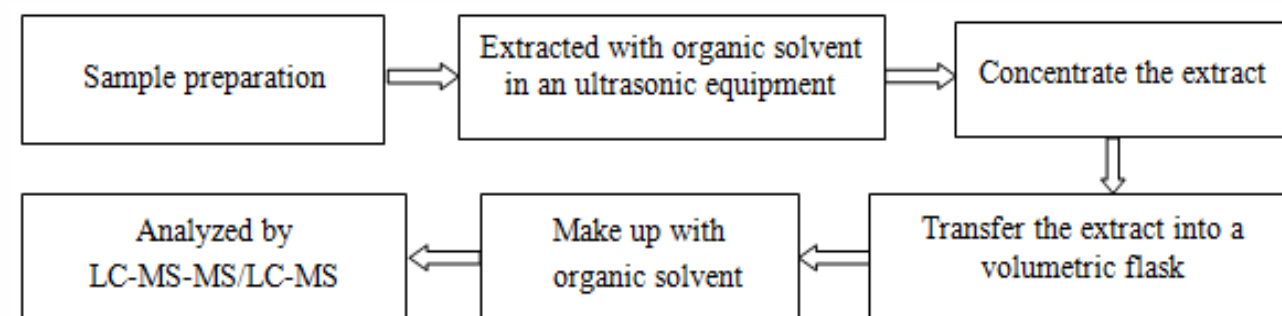 Sample preparation
Extracted with organic solvent
in an ultrasonic equipment
Concentrate the extract
Transfer the extract into a
volumetric flask
Make up with
organic solvent
Analyzed by
LC-MS-MS/LC-MS